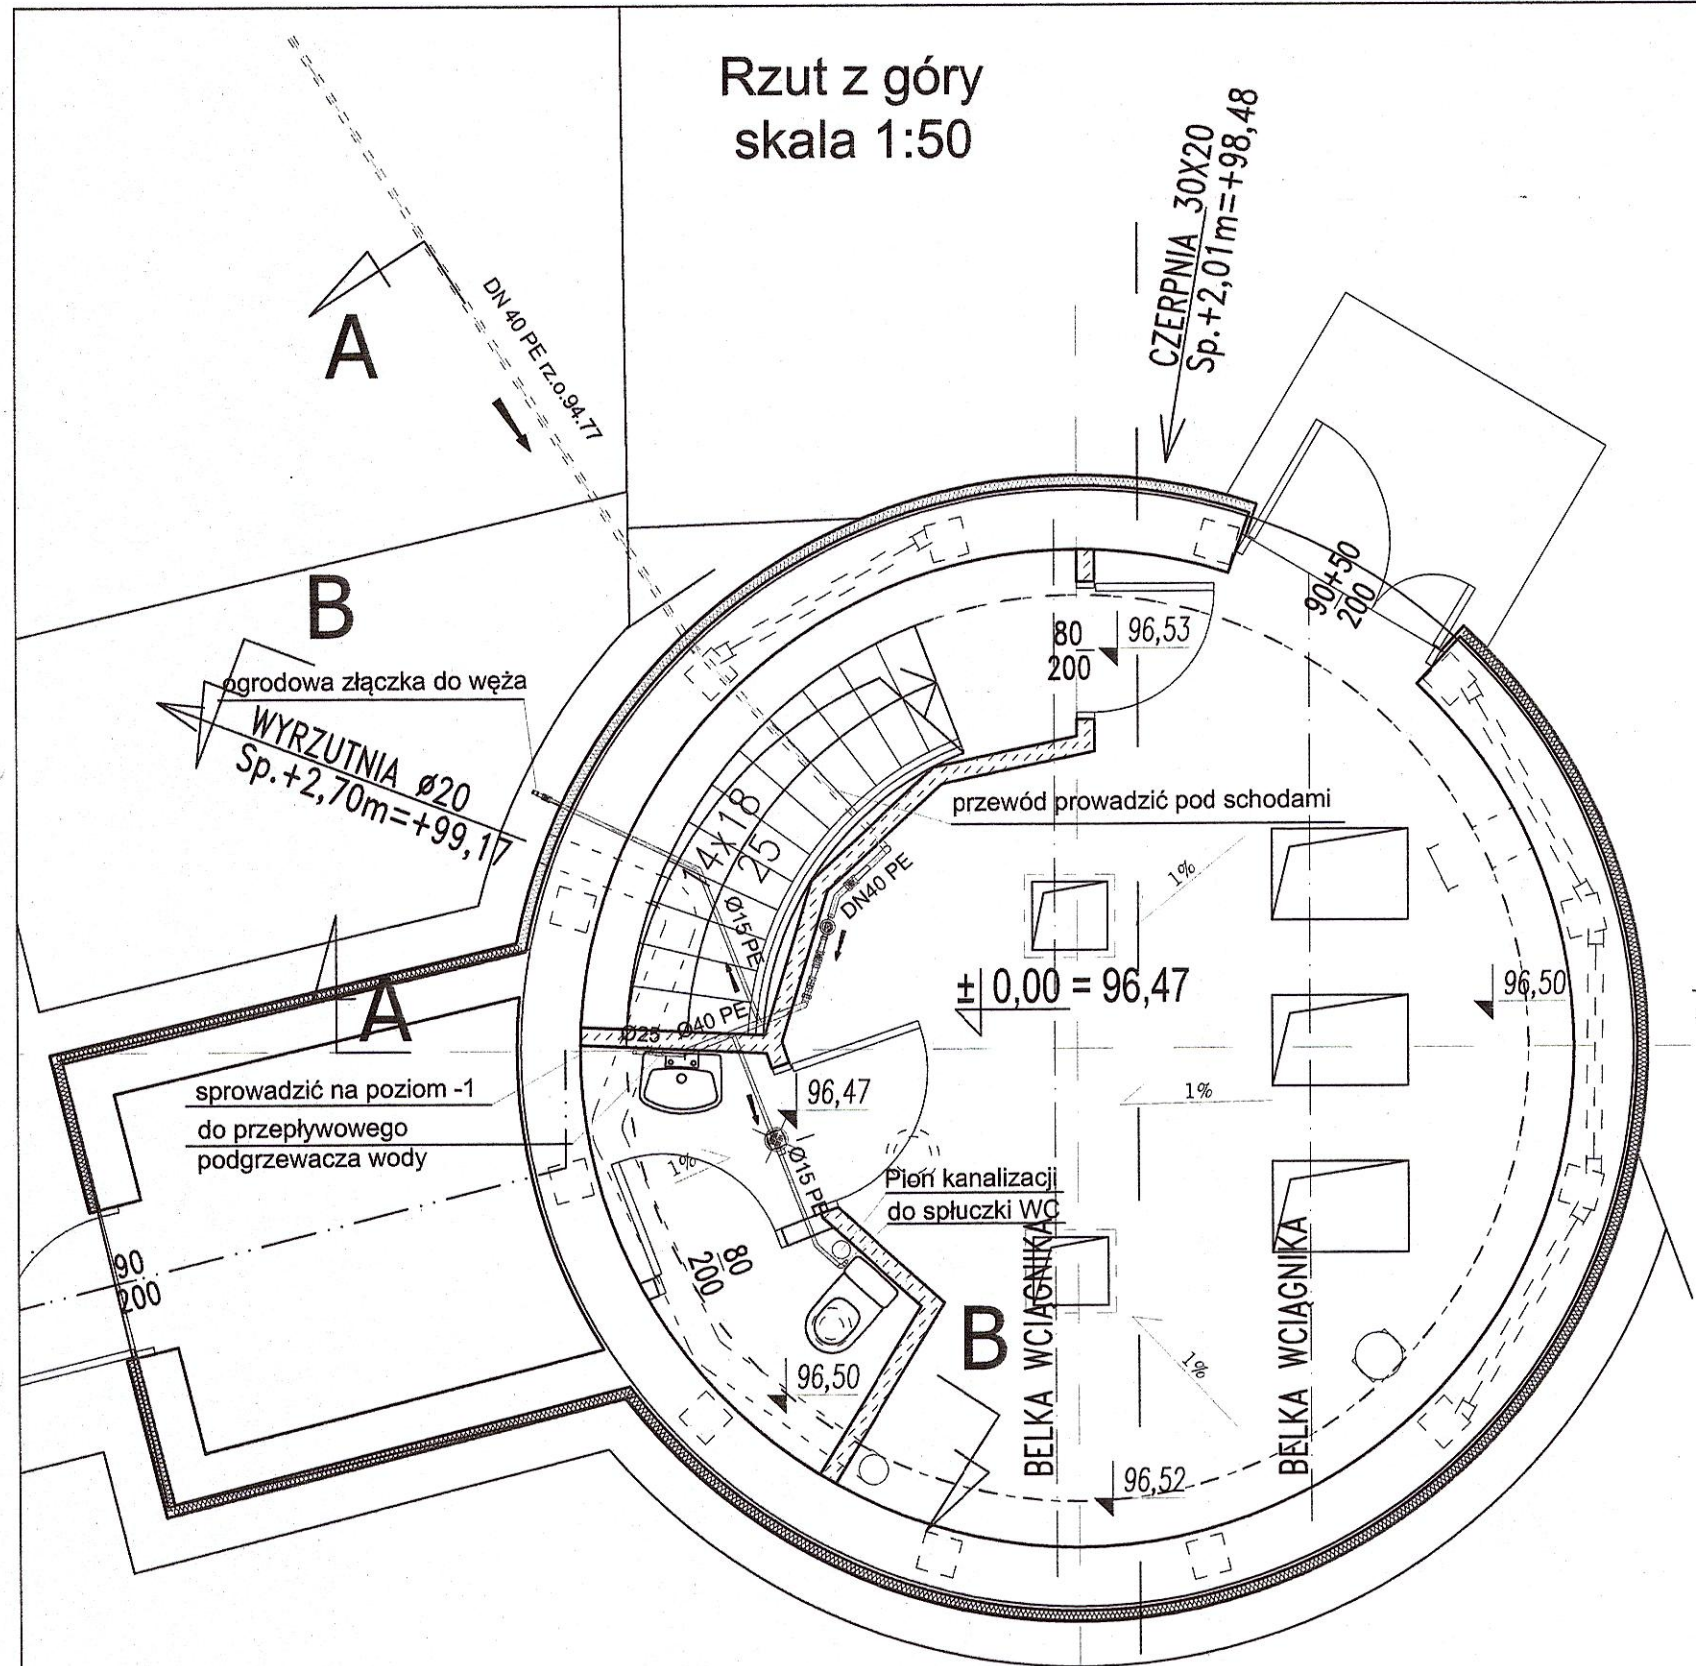 Rzut z góry
skala 1:50
CZERPNIA 30X20
Sp.+2,01m=+98,48
A
DN 40 PE rz.o.94.77
B
ogrodowa złączka do węża
WYRZUTNIA ø20
Sp.+2,70m=+99,17
90+50
200
80
200
96,53
przewód prowadzić pod schodami
14X18
25
1%
DN40 PE
Ø15 PE
± 0,00 = 96,47
96,50
A
Ø25
Ø40 PE
sprowadzić na poziom -1
do przepływowego
podgrzewacza wody
96,47
1%
1%
Ø15 PE
Pion kanalizacji
do spłuczki WC
90
200
80
200
B
BELKA WCIĄGNIKA
BELKA WCIĄGNIKA
1%
96,50
96,52